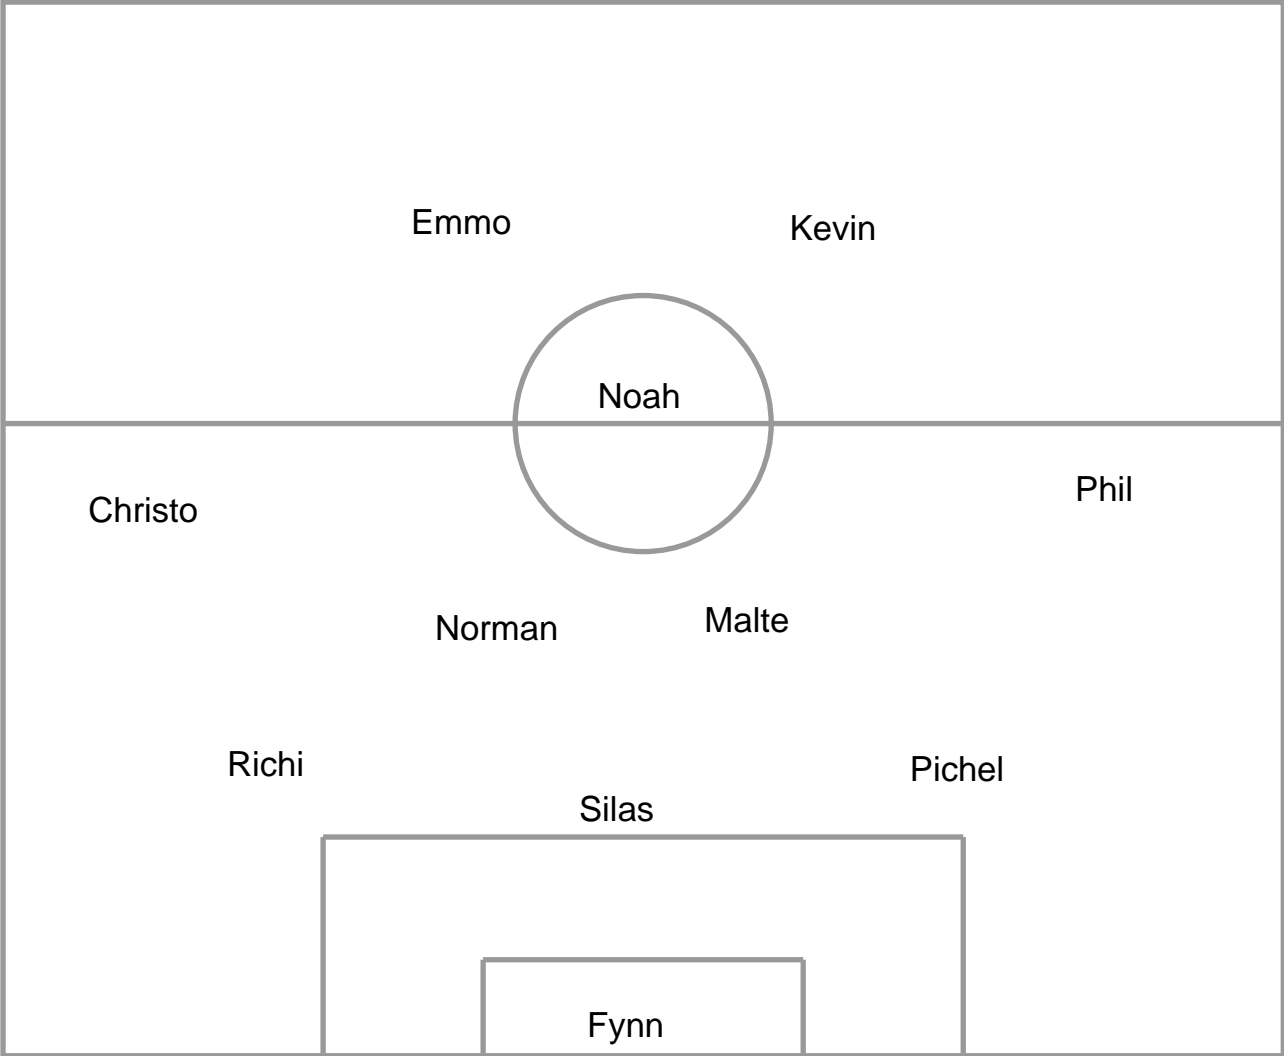 Emmo
Kevin
Noah
Phil
Christo
Malte
Norman
Richi
Pichel
Silas
Fynn